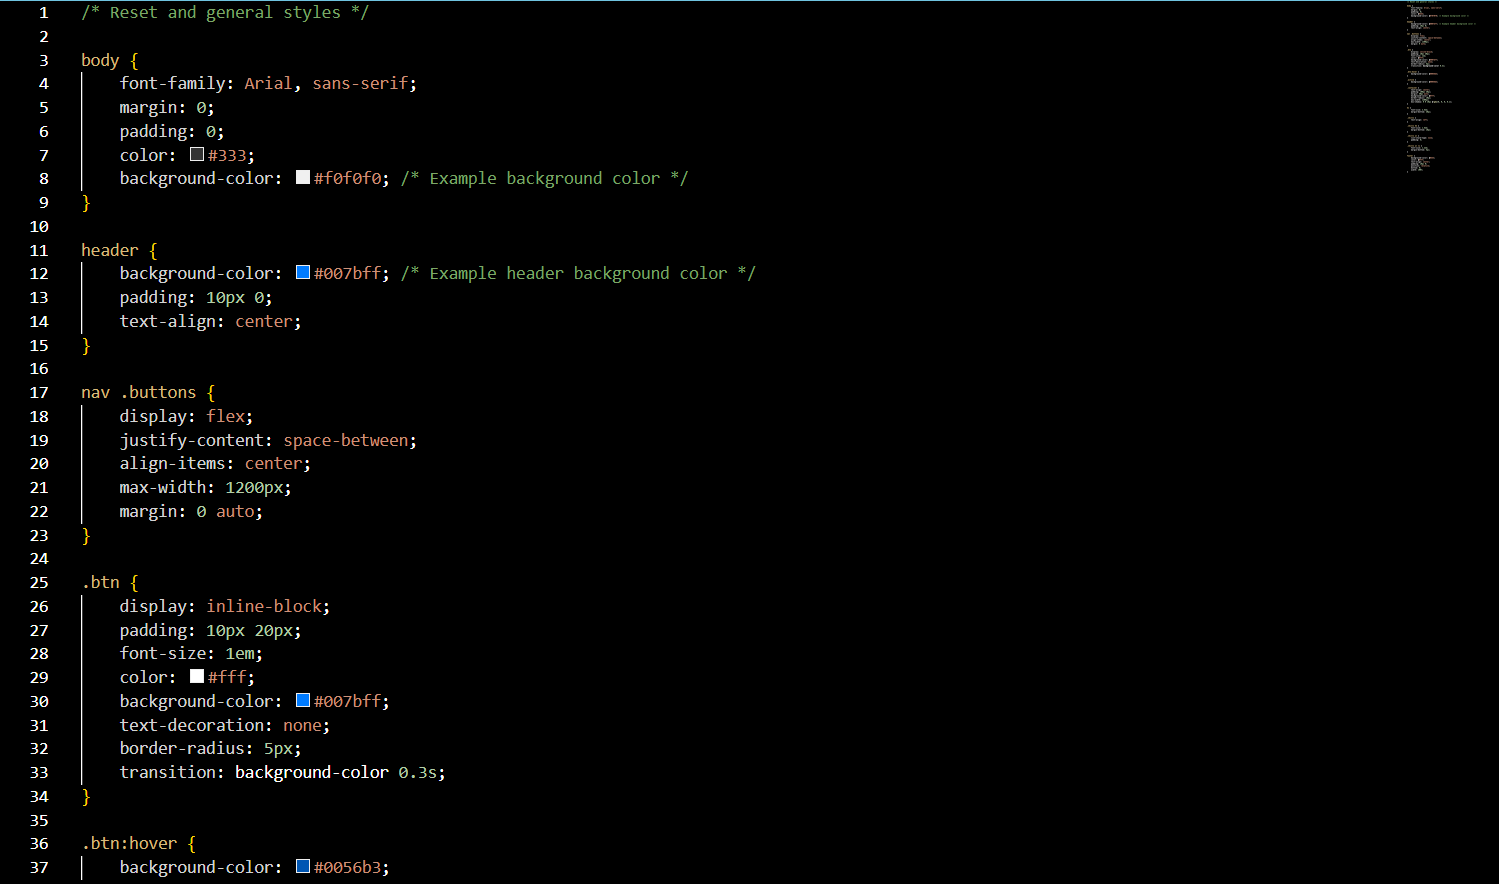 1 /* Reset and general styles */
2
3 body {
4 font-family: Arial, sans-serif;
5 margin: 0;
6 padding: 0;
7 color: #333;
8 background-color: #f0f0f0; /* Example background color */
9 }
10
11 header {
12 background-color: #007bff; /* Example header background color */
13 padding: 10px 0;
14 text-align: center;
15 }
16
17 nav .buttons {
18 display: flex;
19 justify-content: space-between;
20 align-items: center;
21 max-width: 1200px;
22 margin: 0 auto;
23 }
24
25 .btn {
26 display: inline-block;
27 padding: 10px 20px;
28 font-size: 1em;
29 color: #fff;
30 background-color: #007bff;
31 text-decoration: none;
32 border-radius: 5px;
33 transition: background-color 0.3s;
34 }
35
36 .btn:hover {
37 background-color: #0056b3;